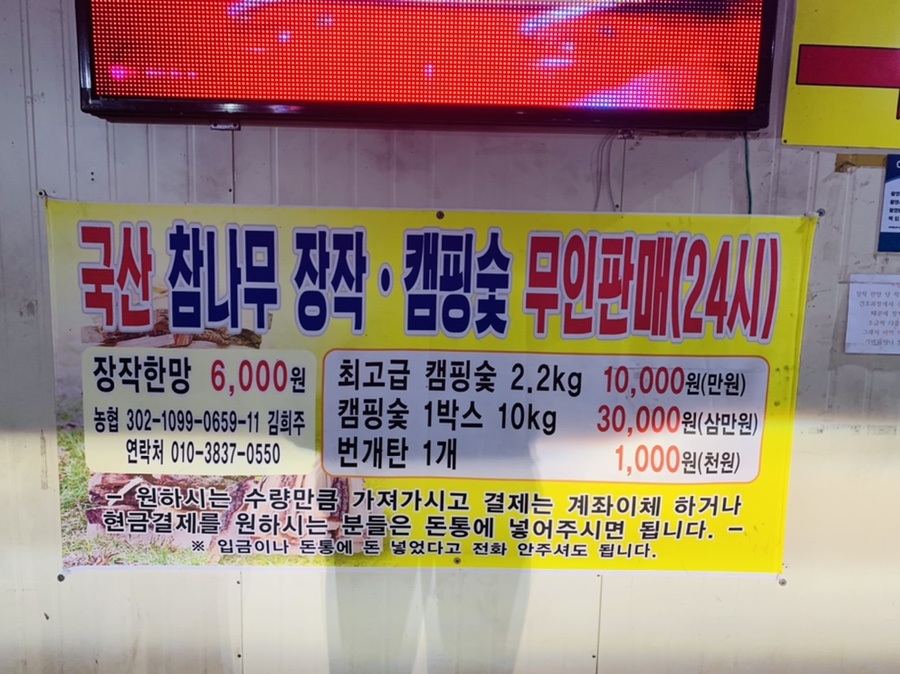 국산 참나무 장작·캠핑숯 무인판매(24시)
장작한망 6,000원
농협 302-1099-0659-11 김희주
연락처 010-3837-0550
최고급 캠핑숯 2.2kg 10,000원(만원)
캠핑숯 1박스 10kg 30,000원(삼만원)
번개탄 1개 1,000원(천원)
- 원하시는 수량만큼 가져가시고 결제는 계좌이체 하거나
현금결제를 원하시는 분들은 돈통에 넣어주시면 됩니다. -
※ 입금이나 돈통에 돈 넣었다고 전화 안주셔도 됩니다.